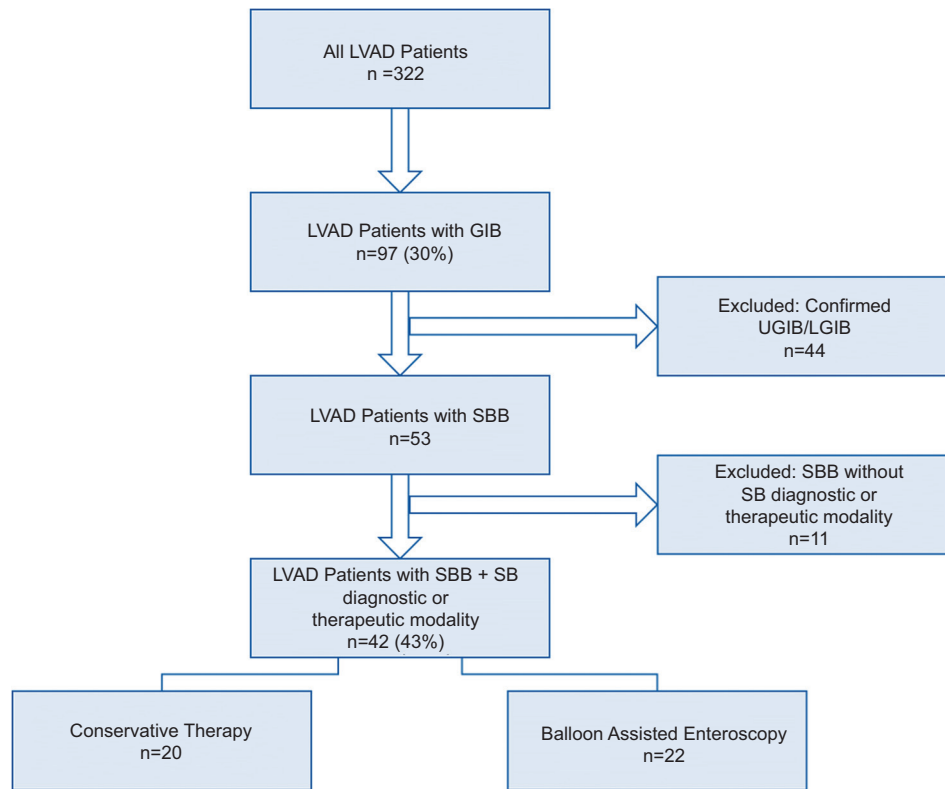 All LVAD Patients
n =322
LVAD Patients with GIB
n=97 (30%)
Excluded: Confirmed
UGIB/LGIB
n=44
LVAD Patients with SBB
n=53
Excluded: SBB without
SB diagnostic or
therapeutic modality
n=11
LVAD Patients with SBB + SB
diagnostic or
therapeutic modality
n=42 (43%)
Conservative Therapy
n=20
Balloon Assisted Enteroscopy
n=22